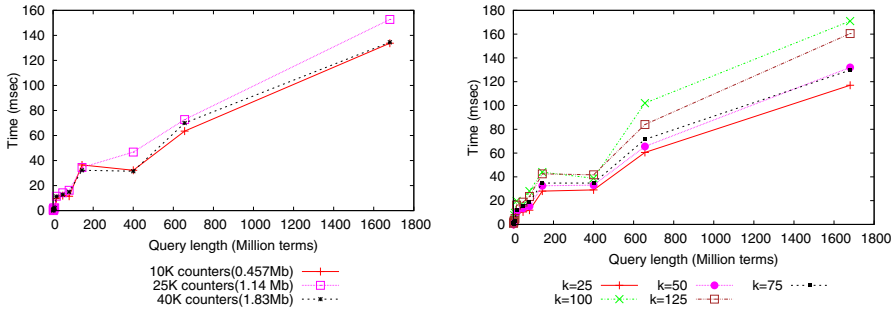 160
140
120
100
80
60
40
20
0
Time (msec)
0 200 400 600 800 1000 1200 1400 1600 1800
Query length (Million terms)
10K counters(0.457Mb)
25K counters(1.14 Mb)
40K counters(1.83Mb)
180
160
140
120
100
80
60
40
20
0
Time (msec)
0 200 400 600 800 1000 1200 1400 1600 1800
Query length (Million terms)
k=25 k=50 k=75
k=100 k=125